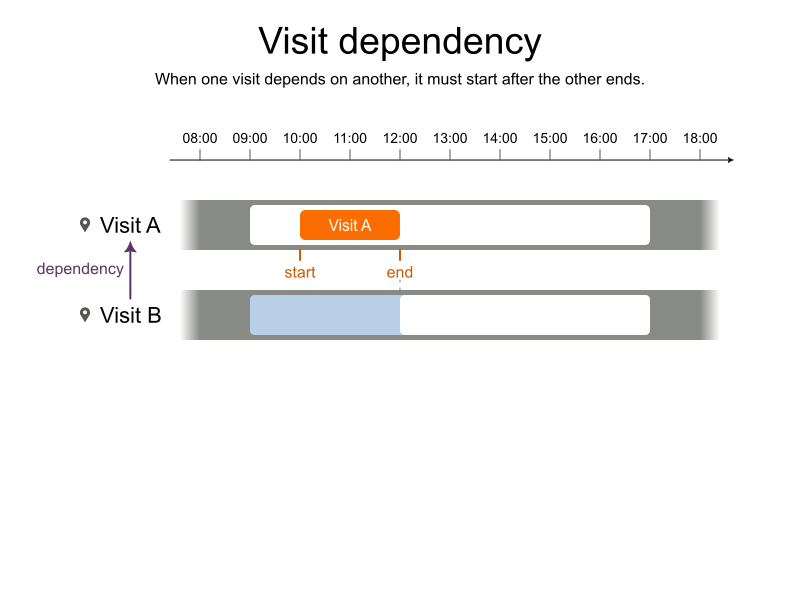 Visit dependency
When one visit depends on another, it must start after the other ends.
08:00 09:00 10:00 11:00 12:00 13:00 14:00 15:00 16:00 17:00 18:00
Visit A
Visit A
start
end
dependency
Visit B